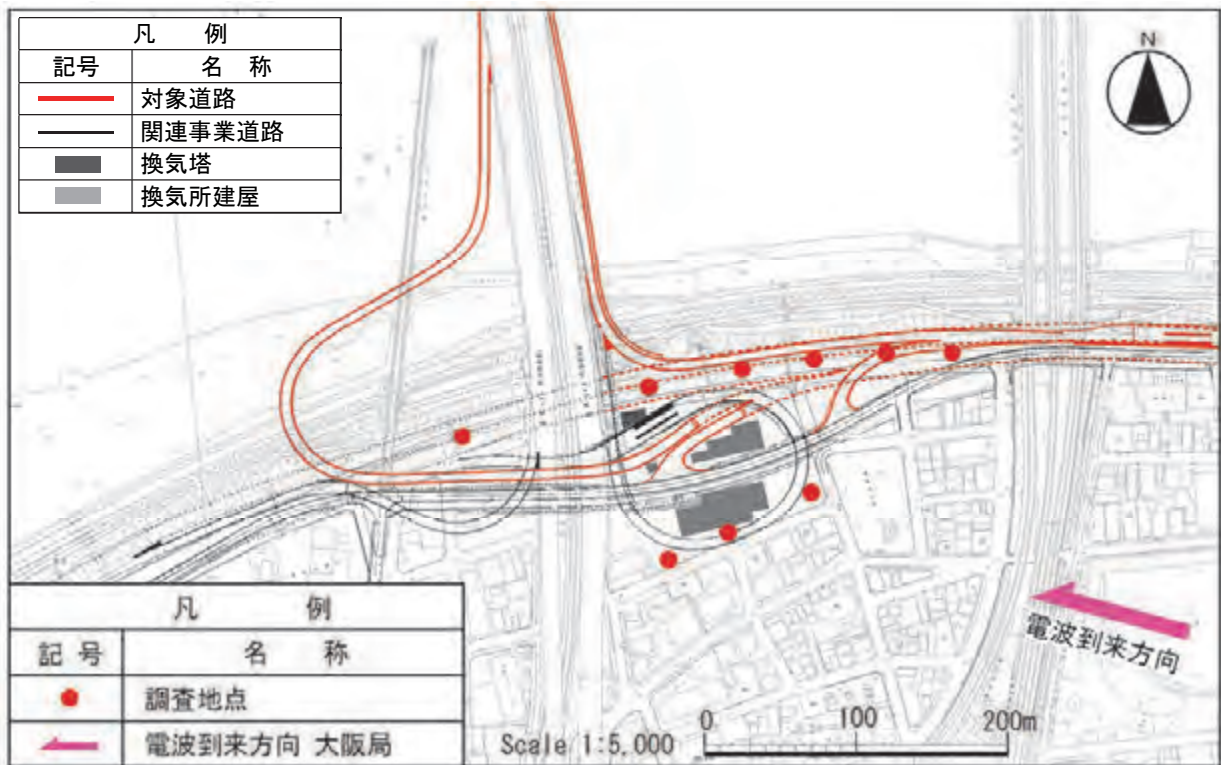 凡 例
記号 名 称
対象道路
関連事業道路
換気塔
換気所建屋
N
電波到来方向
凡 例
記 号 名 称
調査地点
電波到来方向 大阪局
Scale 1:5,000
0 100 200m